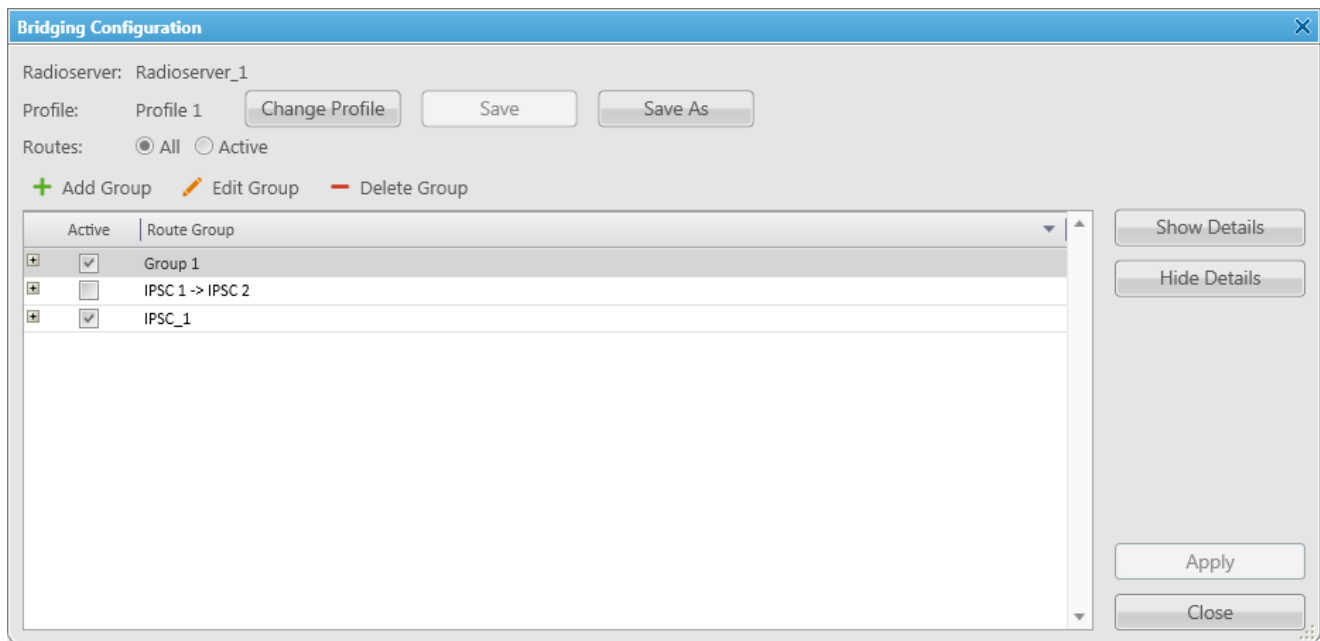 Bridging Configuration
Radioserver: Radioserver_1
Profile: Profile 1 Change Profile Save Save As
Routes: All Active
Add Group Edit Group Delete Group
Active Route Group
Group 1
IPSC 1 -> IPSC 2
IPSC_1
Show Details
Hide Details
Apply
Close